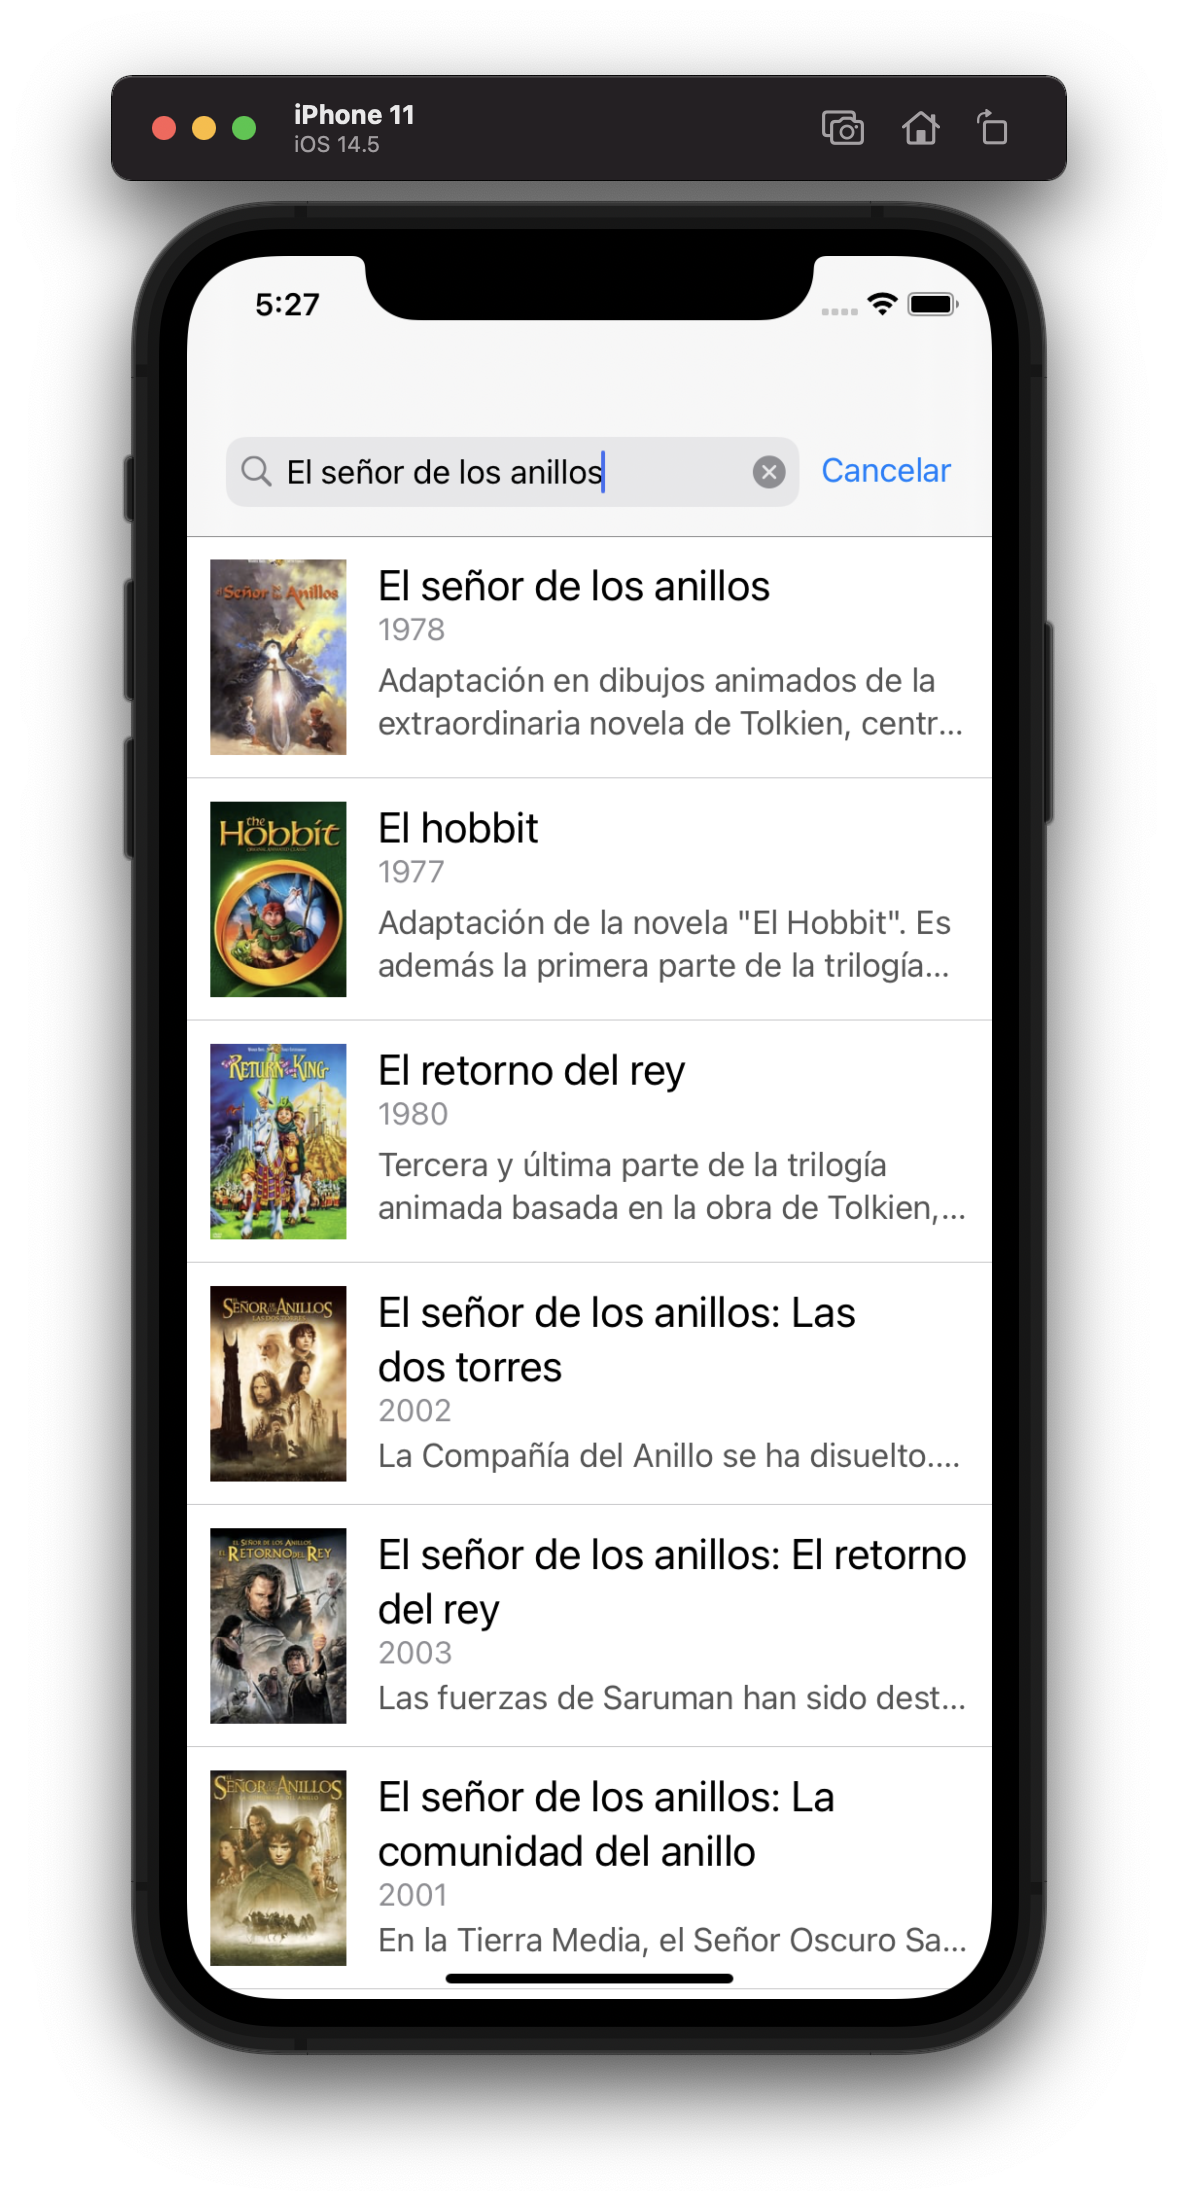 iPhone 11
iOS 14.5
5:27
El señor de los anillos
Cancelar
Señor de los Anillos
El señor de los anillos
1978
Adaptación en dibujos animados de la
extraordinaria novela de Tolkien, centr...
the
Hobbit
El hobbit
1977
Adaptación de la novela "El Hobbit". Es
además la primera parte de la trilogía...
RETURN KING
El retorno del rey
1980
Tercera y última parte de la trilogía
animada basada en la obra de Tolkien,...
SEÑOR DE LOS ANILLOS
LAS DOS TORRES
El señor de los anillos: Las
dos torres
2002
La Compañía del Anillo se ha disuelto....
EL SEÑOR DE LOS ANILLOS
EL RETORNO DEL REY
El señor de los anillos: El retorno
del rey
2003
Las fuerzas de Saruman han sido dest...
SEÑOR DE LOS ANILLOS
El señor de los anillos: La
comunidad del anillo
2001
En la Tierra Media, el Señor Oscuro Sa...